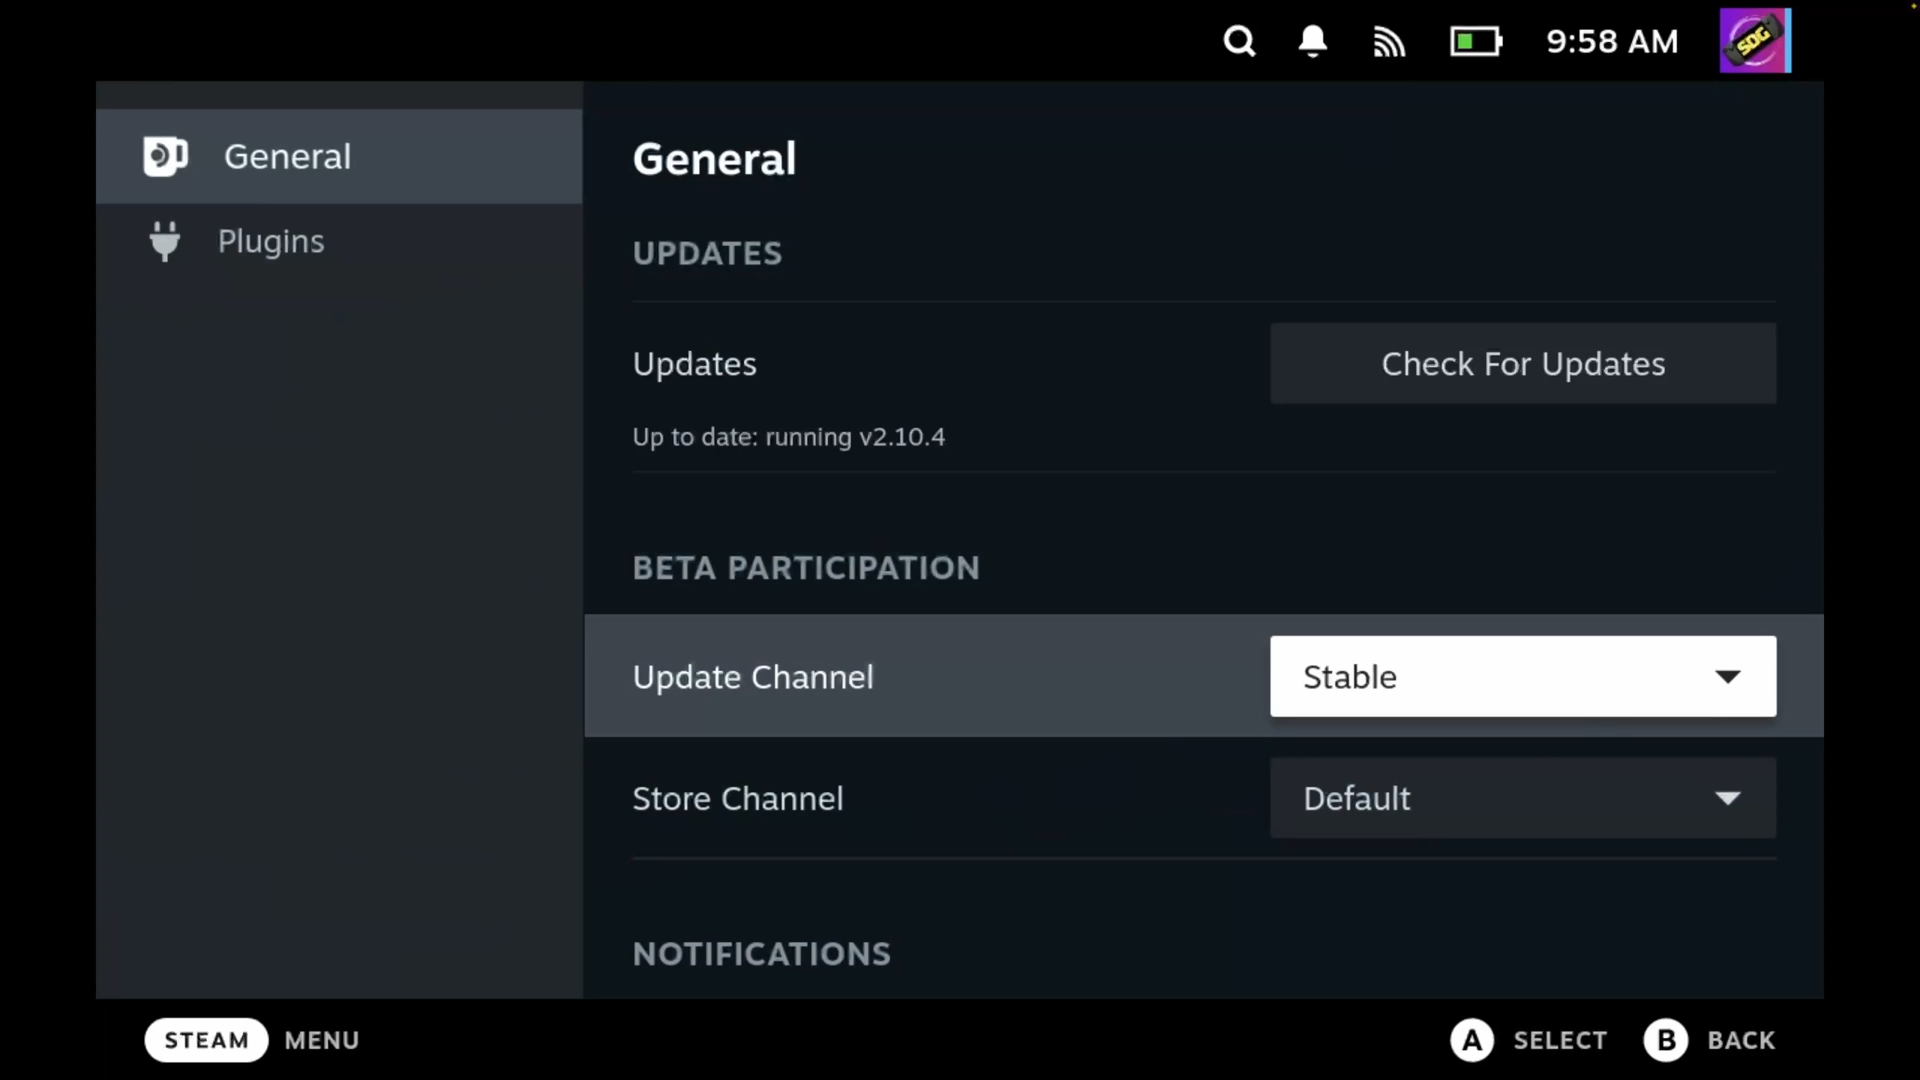 9:58 AM
SDG
General
Plugins
General
UPDATES
Updates
Check For Updates
Up to date: running v2.10.4
BETA PARTICIPATION
Update Channel
Stable
Store Channel
Default
NOTIFICATIONS
STEAM MENU
A SELECT B BACK